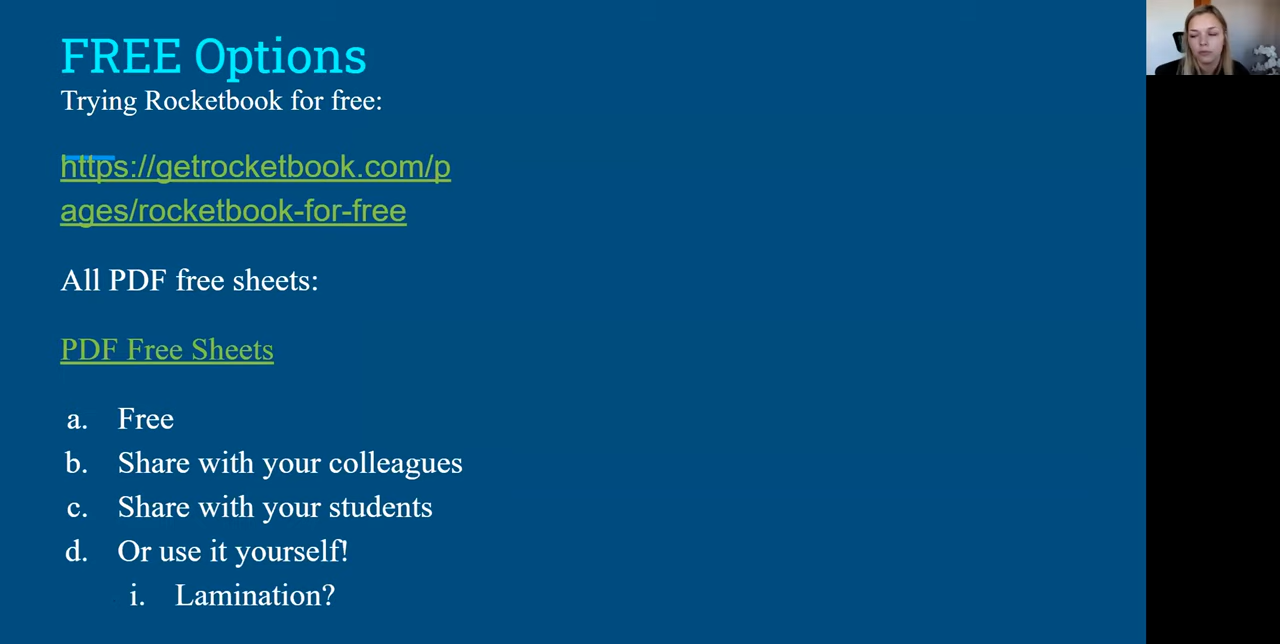 FREE Options
Trying Rocketbook for free:
https://getrocketbook.com/p
ages/rocketbook-for-free
All PDF free sheets:
PDF Free Sheets
a. Free
b. Share with your colleagues
c. Share with your students
d. Or use it yourself!
i. Lamination?